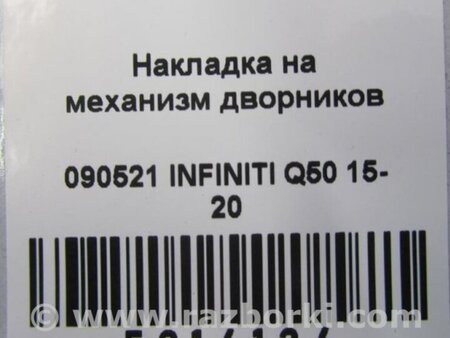 Накладка на
механизм дворников
090521 INFINITI Q50 15-
20
© www.razborki.com